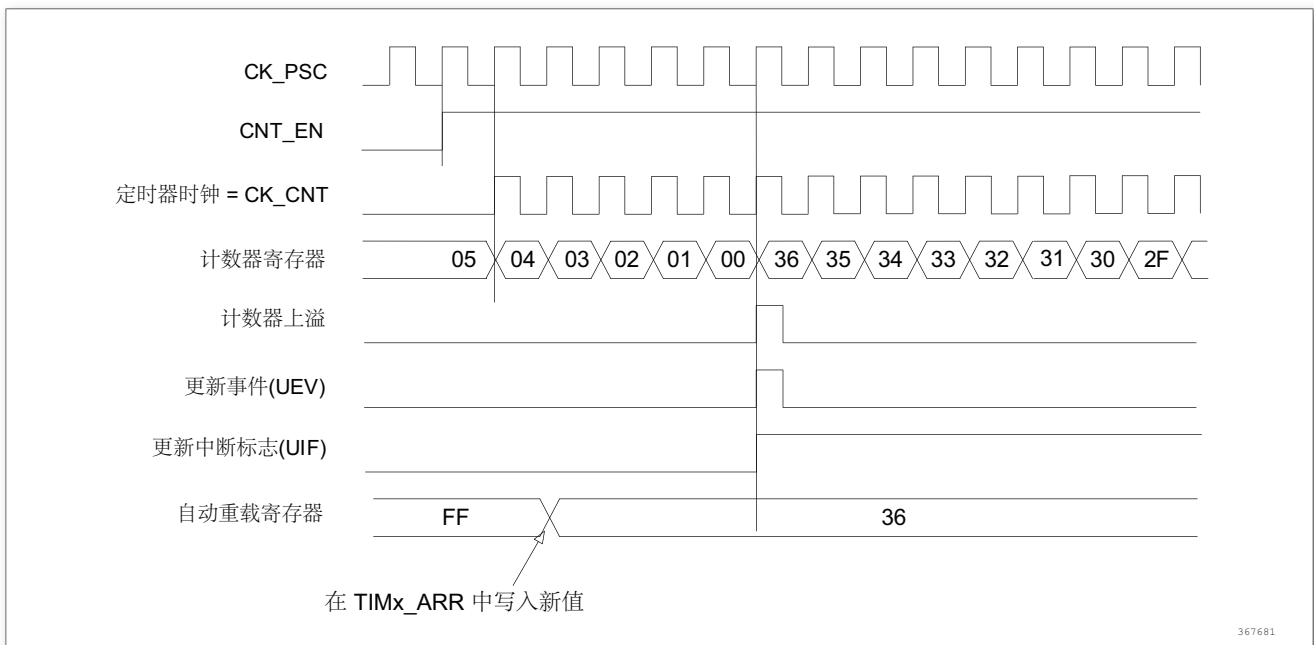 CK_PSC
CNT_EN
定时器时钟 = CK_CNT
计数器寄存器
05 04 03 02 01 00 36 35 34 33 32 31 30 2F
计数器上溢
更新事件(UEV)
更新中断标志(UIF)
自动重载寄存器
FF 36
在 TIMx_ARR 中写入新值
367681